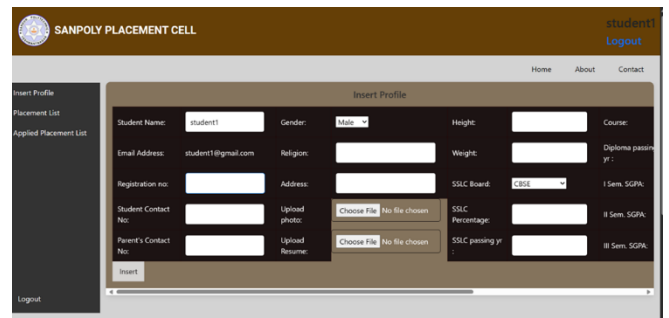 SANPOLY PLACEMENT CELL
student1
Logout
Home About Contact
Insert Profile
Placement List
Applied Placement List
Logout
Insert Profile
Student Name: student1 Gender: Male Height: Course:
Email Address: student1@gmail.com Religion: Weight: Diploma passin
yr :
Registration no: Address: SSLC Board: CBSE I Sem. SGPA:
Student Contact Upload Choose File No file chosen SSLC II Sem. SGPA:
No: photo: Percentage:
Parent's Contact Upload Choose File No file chosen SSLC passing yr III Sem. SGPA:
No: Resume: :
Insert